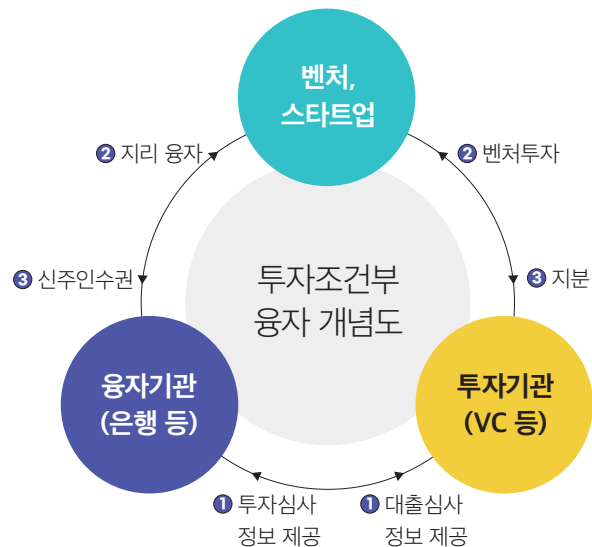 벤처,
스타트업
❷ 지리 융자
❷ 벤처투자
❸ 신주인수권
❸ 지분
투자조건부
융자 개념도
융자기관
(은행 등)
투자기관
(VC 등)
❶ 투자심사
정보 제공
❶ 대출심사
정보 제공